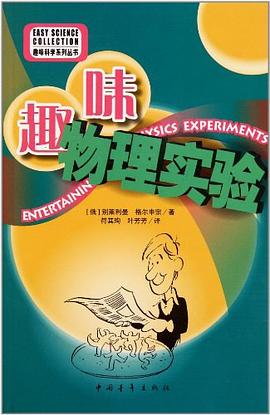 EASY SCIENCE
COLLECTION
趣味科学系列丛书
趣味
PHYSICS EXPERIMENTS
物理实验
ENTERTAINING
[俄]别莱利曼 格尔申宗/著
符其珣 叶芳芳/译
中国青年出版社